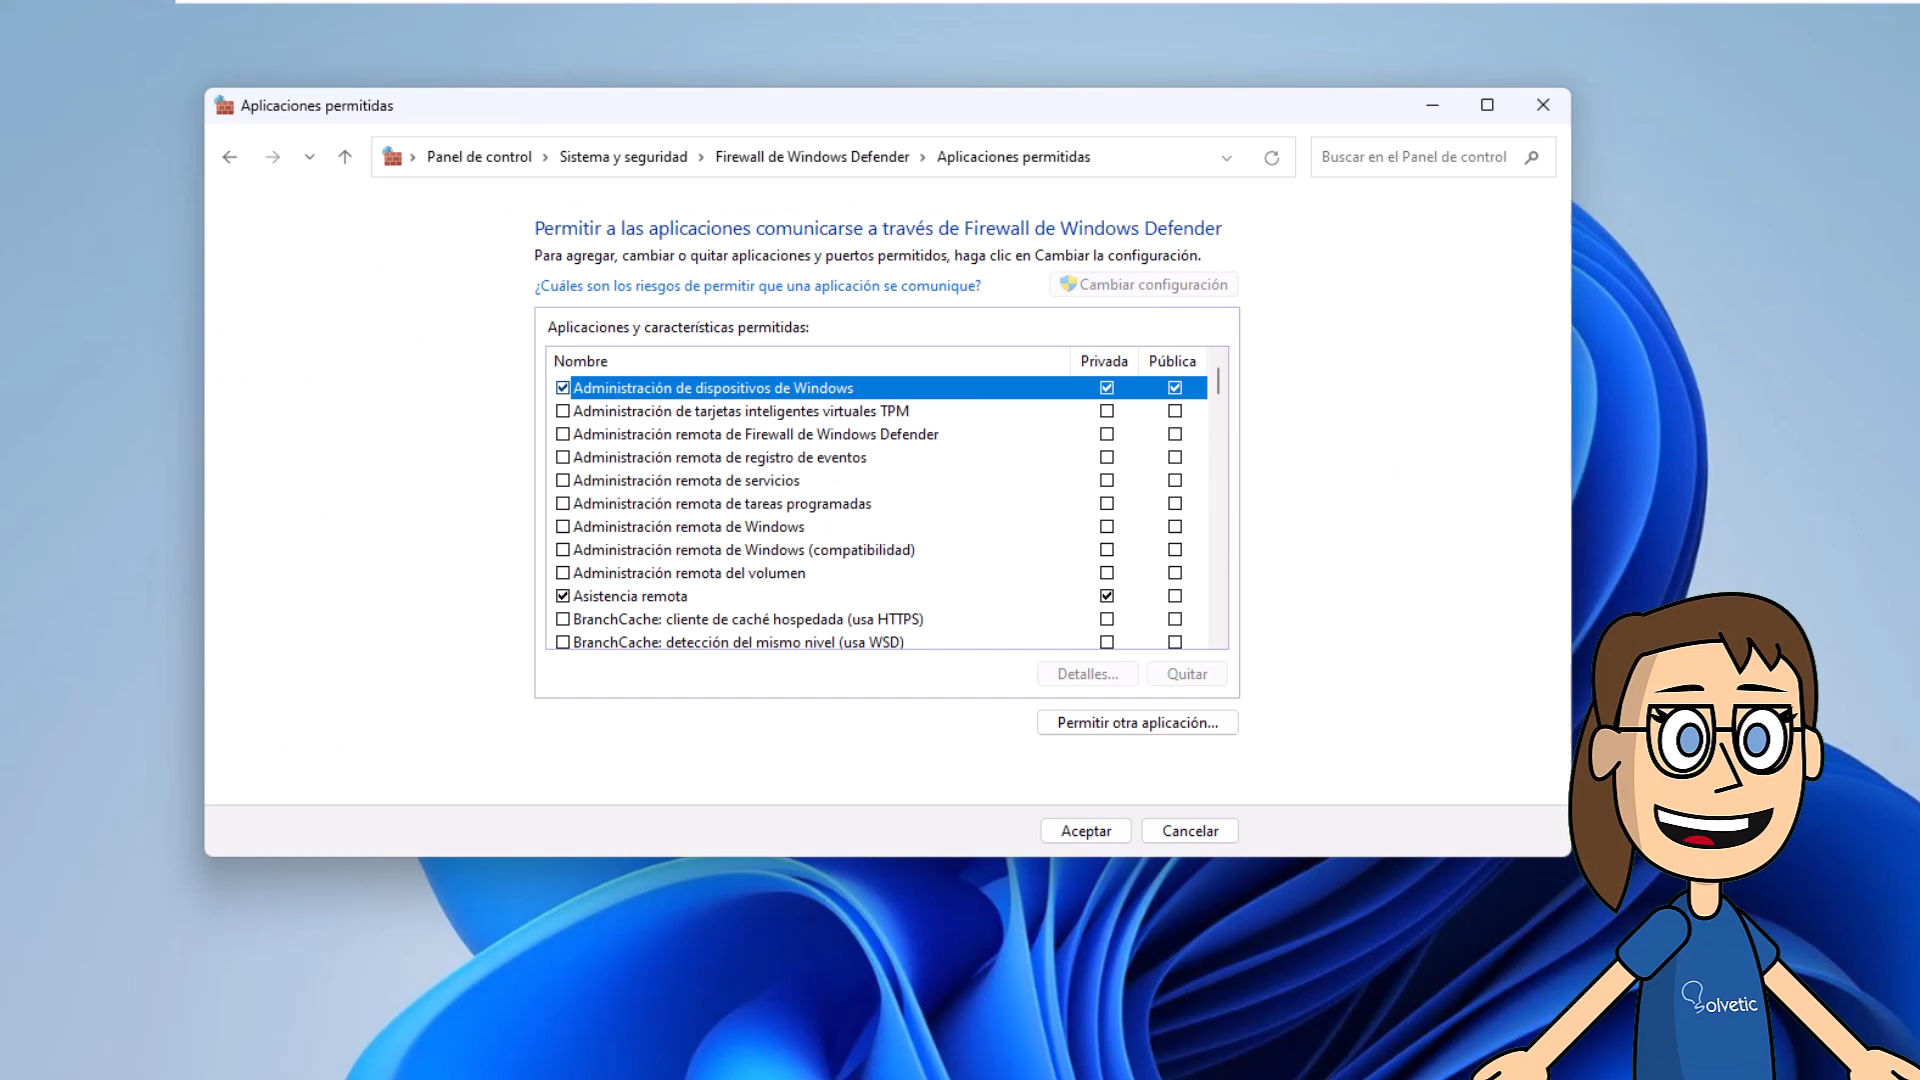 Aplicaciones permitidas
Panel de control > Sistema y seguridad > Firewall de Windows Defender > Aplicaciones permitidas
Buscar en el Panel de control
Permitir a las aplicaciones comunicarse a través de Firewall de Windows Defender
Para agregar, cambiar o quitar aplicaciones y puertos permitidos, haga clic en Cambiar la configuración.
¿Cuáles son los riesgos de permitir que una aplicación se comunique?
Cambiar configuración
Aplicaciones y características permitidas:
Nombre Privada Pública
Administración de dispositivos de Windows
Administración de tarjetas inteligentes virtuales TPM
Administración remota de Firewall de Windows Defender
Administración remota de registro de eventos
Administración remota de servicios
Administración remota de tareas programadas
Administración remota de Windows
Administración remota de Windows (compatibilidad)
Administración remota del volumen
Asistencia remota
BranchCache: cliente de caché hospedada (usa HTTPS)
BranchCache: detección del mismo nivel (usa WSD)
Detalles... Quitar
Permitir otra aplicación...
Aceptar Cancelar
Solvetic